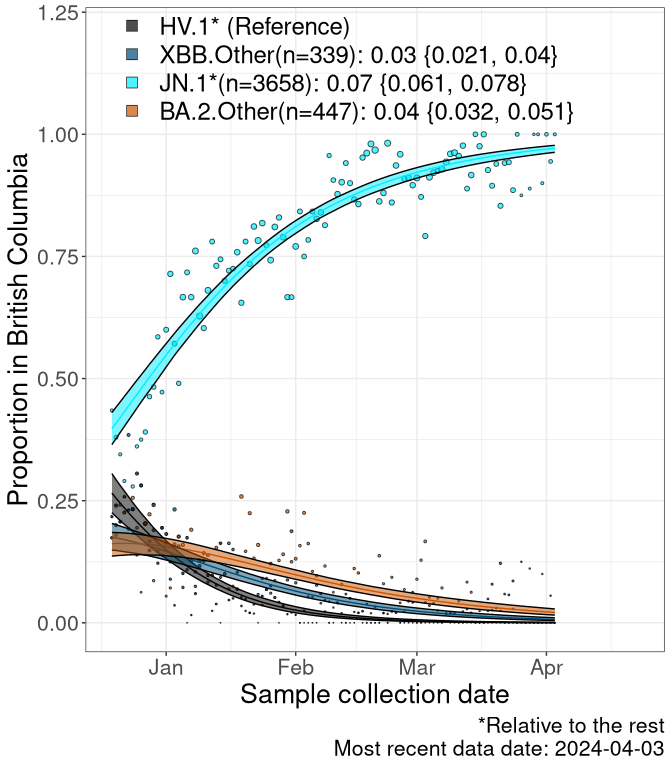 HV.1* (Reference)
XBB.Other(n=339): 0.03 {0.021, 0.04}
JN.1*(n=3658): 0.07 {0.061, 0.078}
BA.2.Other(n=447): 0.04 {0.032, 0.051}
1.25
1.00
0.75
0.50
0.25
0.00
Proportion in British Columbia
Jan Feb Mar Apr
Sample collection date
*Relative to the rest
Most recent data date: 2024-04-03